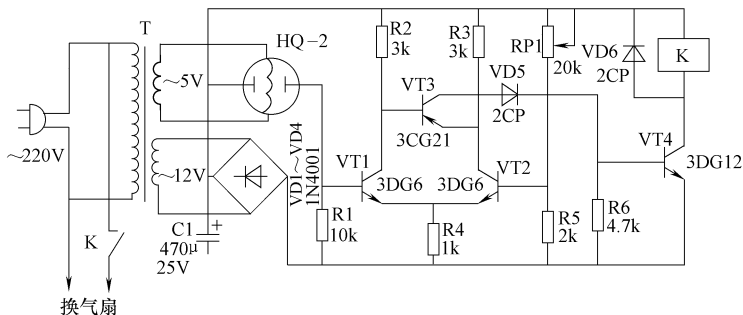 T
HQ-2
R2
3k
R3
3k
RP1
20k
VD6
2CP
K
～5V
VT3
VD5
2CP
3CG21
VT4
3DG12
～220V
～12V
VD1～VD4
1N4001
VT1
3DG6
3DG6
VT2
C1
+
470μ
25V
R1
10k
R4
1k
R5
2k
R6
4.7k
K
换气扇